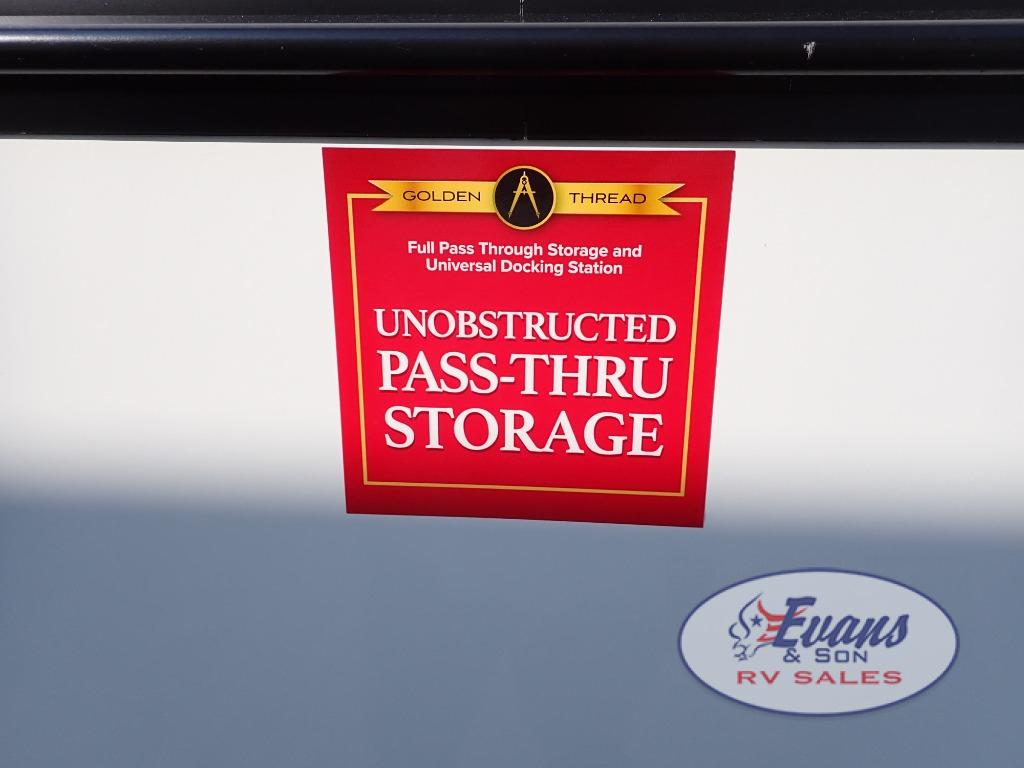 GOLDEN THREAD
Full Pass Through Storage and
Universal Docking Station
UNOBSTRUCTED
PASS-THRU
STORAGE
Evans
& SON
RV SALES